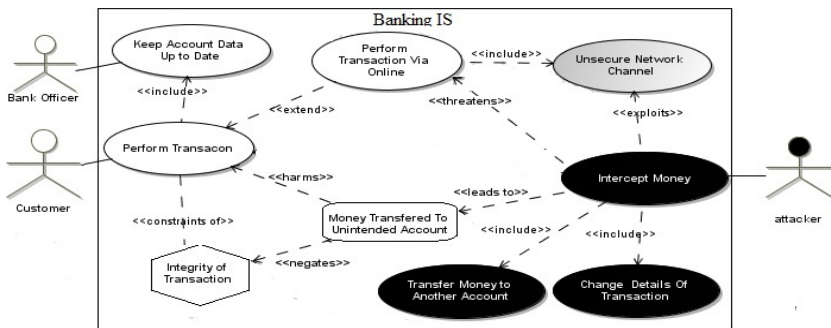 Banking IS
Keep Account Data
Up to Date
Perform
Transaction Via
Online
<<include>>
Unsecure Network
Channel
Bank Officer
<<include>>
<<extend>>
<<threatens>>
<<exploits>>
Perform Transacon
<<harms>>
Intercept Money
Customer
<<leads to>>
attacker
<<constraints of>>
Money Transfered To
Unintended Account
<<include>>
<<include>>
Integrity of
Transaction
<<negates>>
Transfer Money to
Another Account
Change Details Of
Transaction